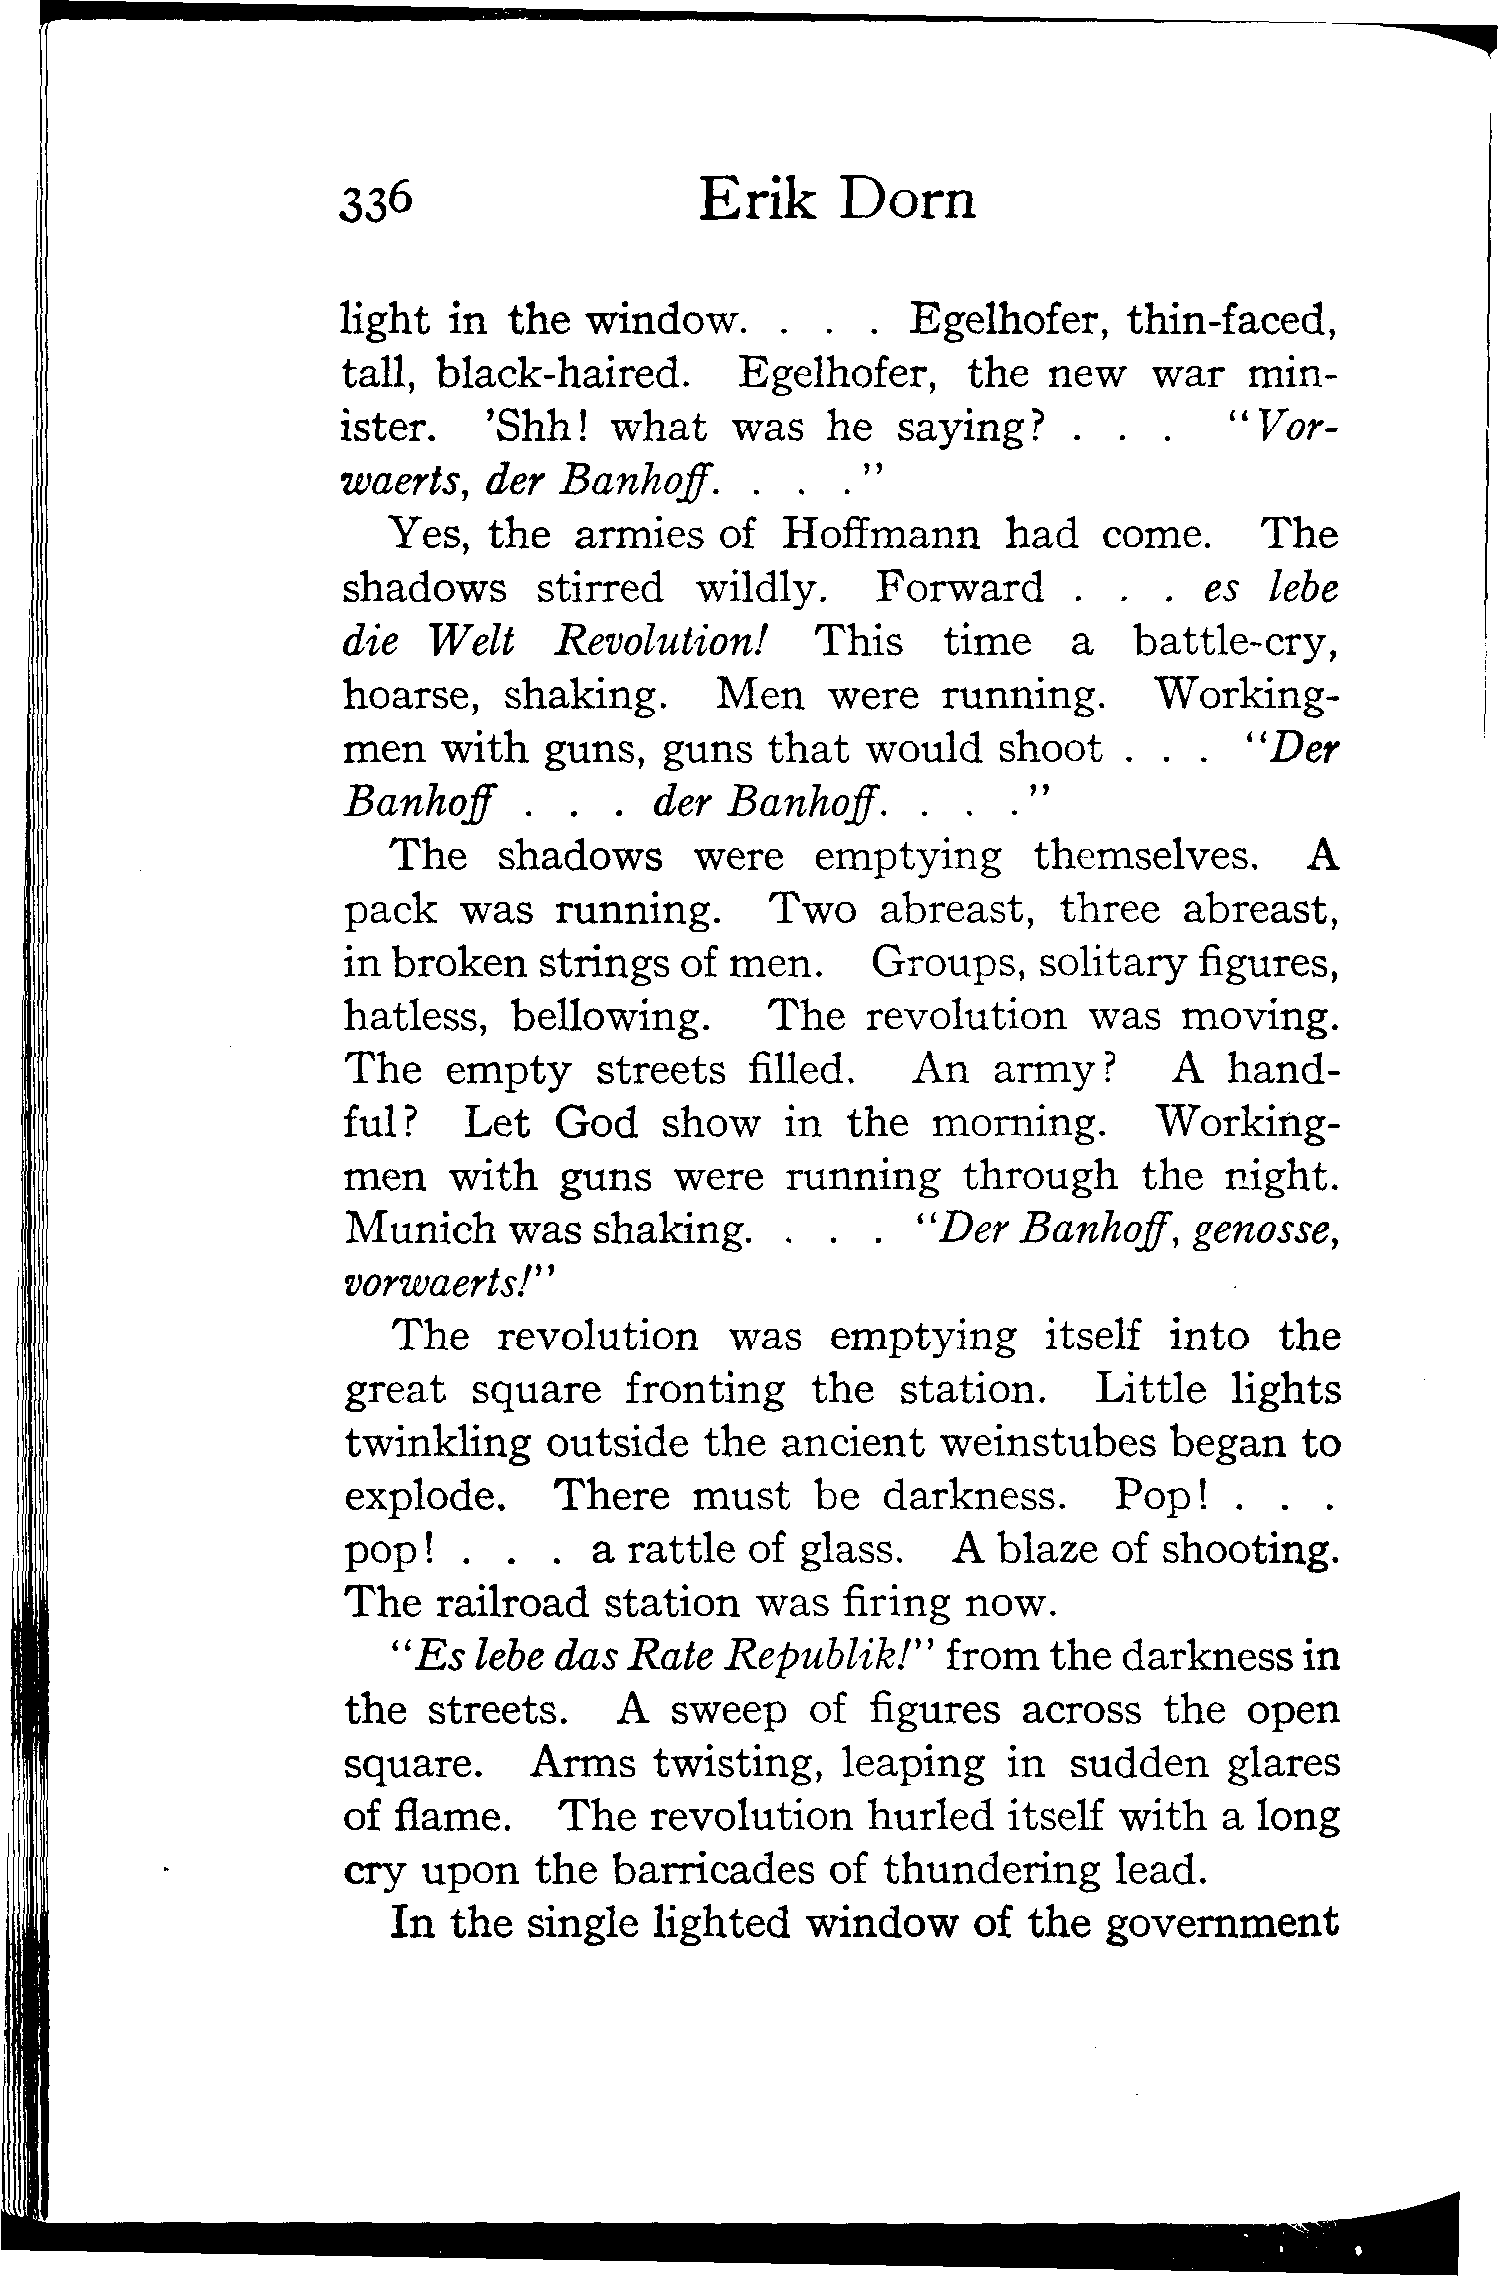 336 Erik Dorn
light in the window. . . . Egelhofer, thin-faced,
tall, black-haired. Egelhofer, the new war min-
ister. 'Shh! what was he saying? . . . "Vor-
waerts, der Banhoff. . . ."
Yes, the armies of Hoffmann had come. The
shadows stirred wildly. Forward . . . es lebe
die Welt Revolution! This time a battle-cry,
hoarse, shaking. Men were running. Working-
men with guns, guns that would shoot . . . "Der
Banhoff . . . der Banhoff. . . ."
The shadows were emptying themselves. A
pack was running. Two abreast, three abreast,
in broken strings of men. Groups, solitary figures,
hatless, bellowing. The revolution was moving.
The empty streets filled. An army? A hand-
ful? Let God show in the morning. Working-
men with guns were running through the night.
Munich was shaking. . . . "Der Banhoff, genosse,
vorwaerts!"
The revolution was emptying itself into the
great square fronting the station. Little lights
twinkling outside the ancient weinstubes began to
explode. There must be darkness. Pop! . . .
pop! . . . a rattle of glass. A blaze of shooting.
The railroad station was firing now.
"Es lebe das Rate Republik!" from the darkness in
the streets. A sweep of figures across the open
square. Arms twisting, leaping in sudden glares
of flame. The revolution hurled itself with a long
cry upon the barricades of thundering lead.
In the single lighted window of the government